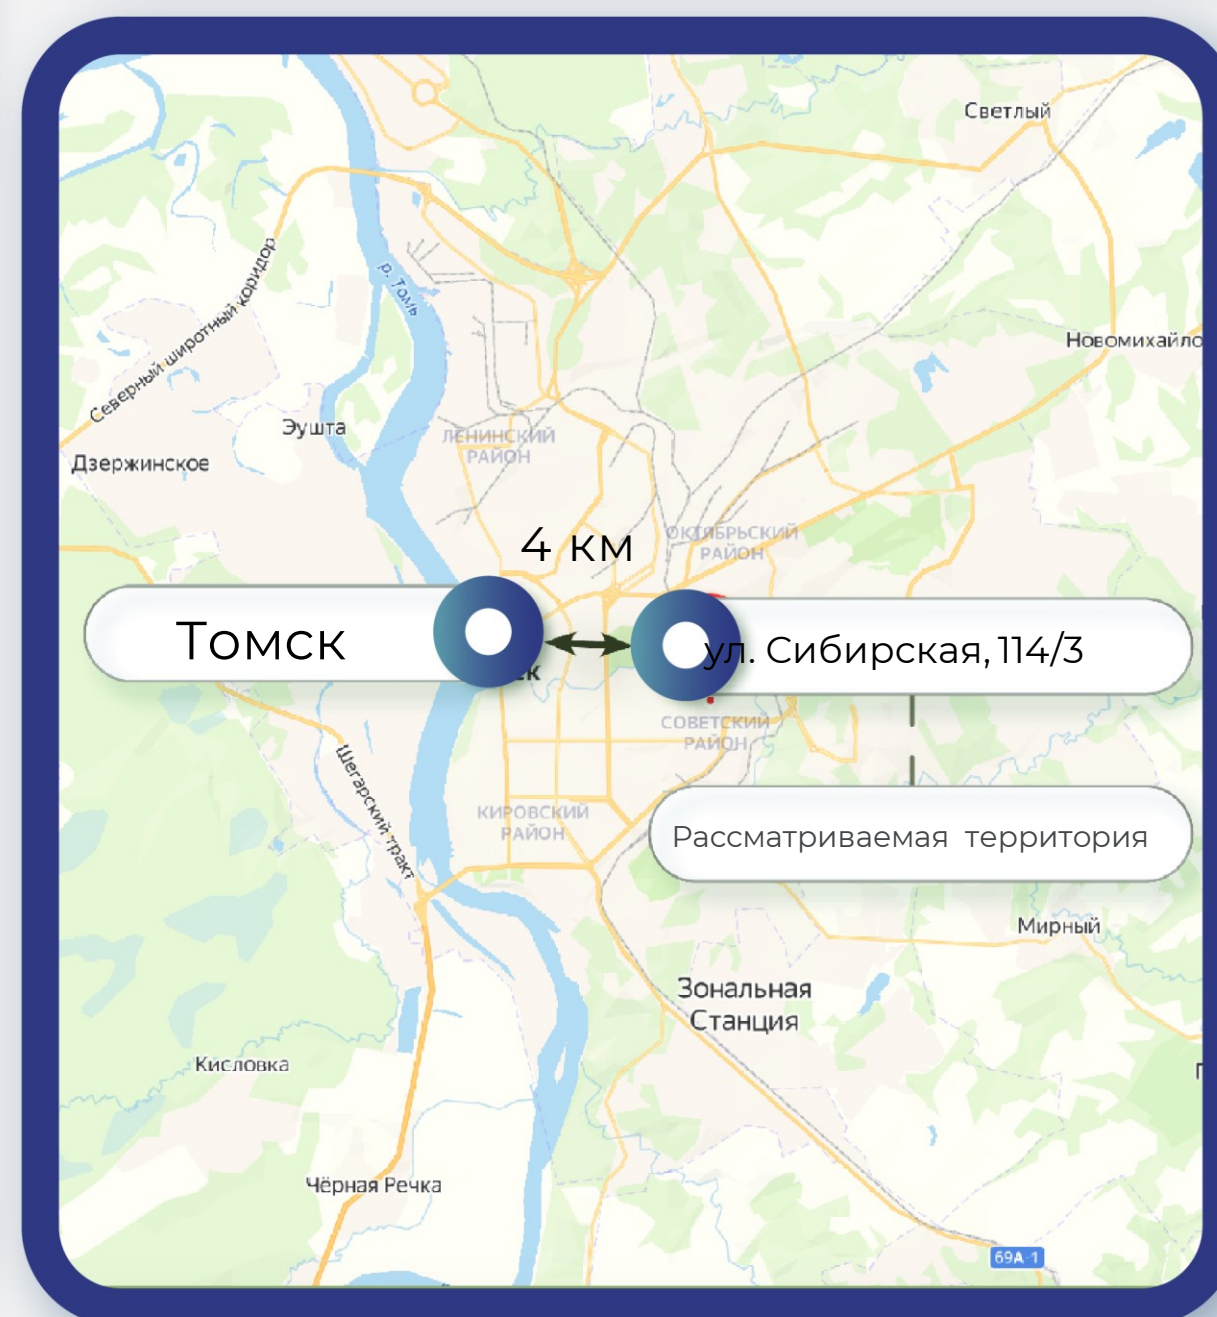 Светлый
р. Томь
Северный широтный коридор
Новомихайло
Эушта
ЛЕНИНСКИЙ
РАЙОН
Дзержинское
4 км
ОКТЯБРЬСКИЙ
РАЙОН
Томск
ул. Сибирская, 114/3
ск
СОВЕТСКИЙ
РАЙОН
Шегарский тракт
КИРОВСКИЙ
РАЙОН
Рассматриваемая территория
Мирный
Зональная
Станция
Кисловка
Чёрная Речка
69А-1